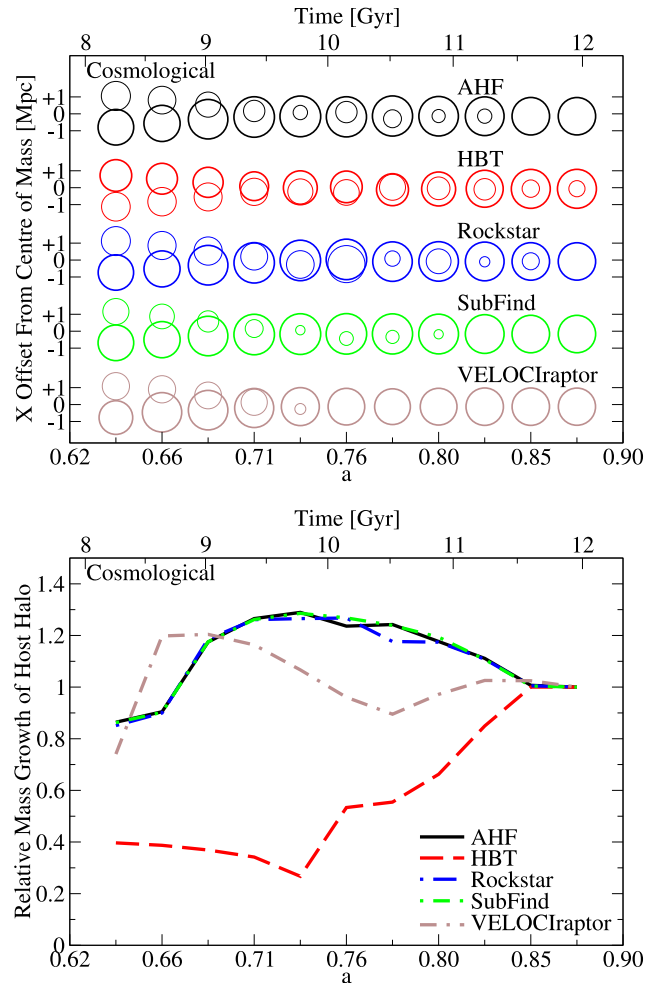 Time [Gyr]
8 9 10 11 12
Cosmological
X Offset From Centre of Mass [Mpc]
+1
0
-1
AHF
+1
0
-1
HBT
+1
0
-1
Rockstar
+1
0
-1
SubFind
+1
0
-1
VELOCIraptor
0.62 0.66 0.71 0.76 0.80 0.85 0.90
a
Time [Gyr]
8 9 10 11 12
Cosmological
Relative Mass Growth of Host Halo
1.4
1.2
1
0.8
0.6
0.4
0.2
0
AHF
HBT
Rockstar
SubFind
VELOCIraptor
0.62 0.66 0.71 0.76 0.80 0.85 0.90
a